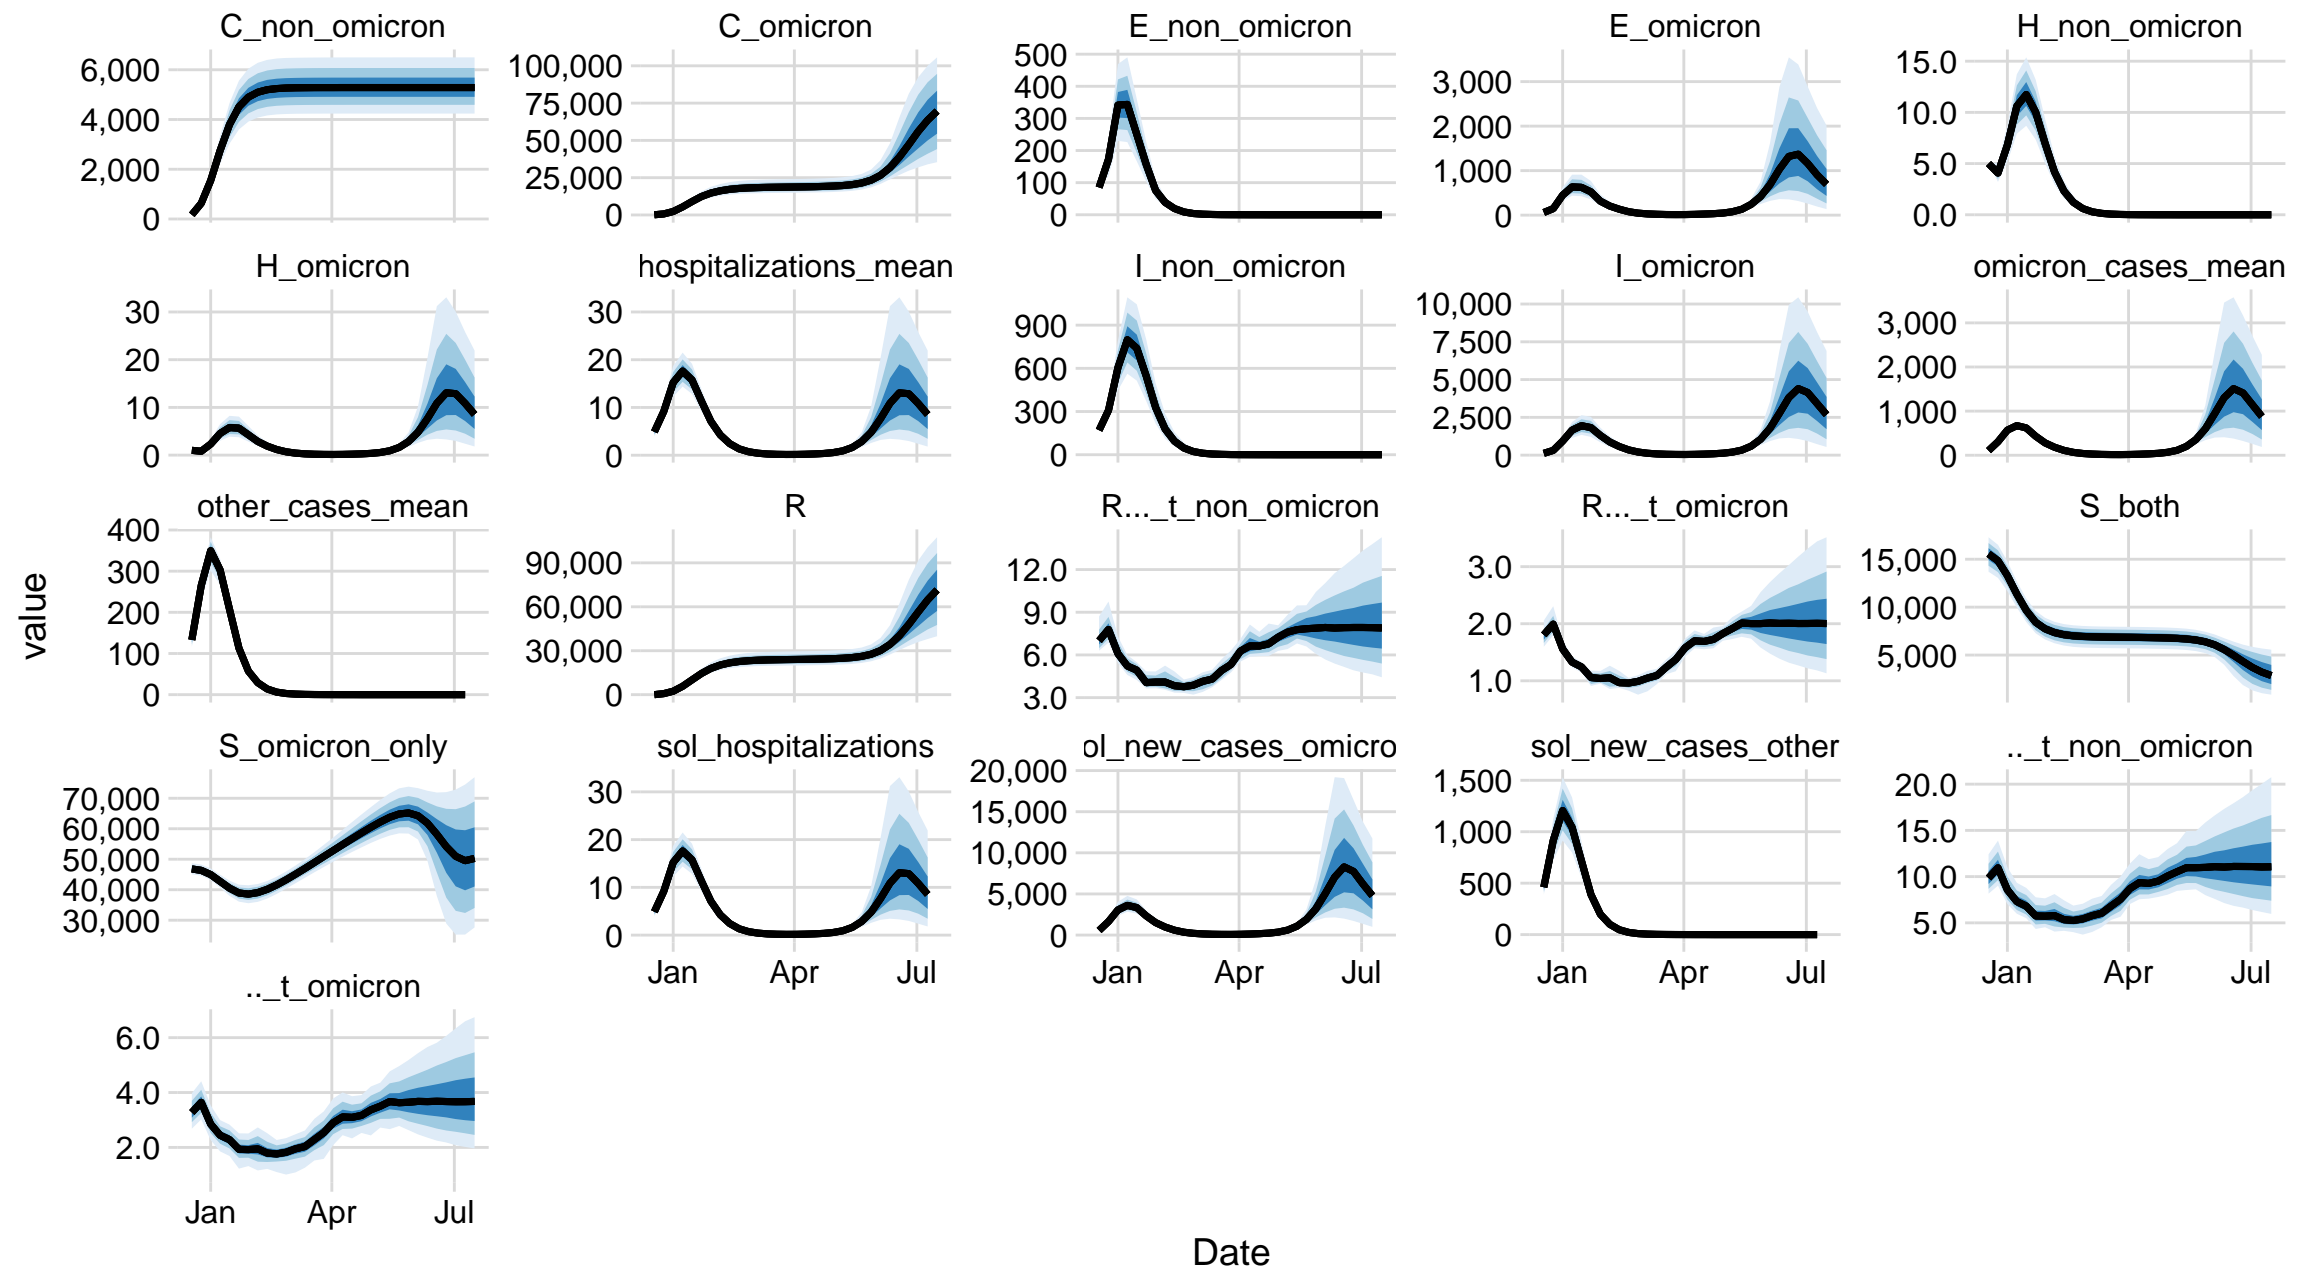 C_non_omicron C_omicron E_non_omicron E_omicron H_non_omicron
6,000 4,000 2,000 0
100,000 75,000 50,000 25,000 0
500 400 300 200 100 0
3,000 2,000 1,000 0
15.0 10.0 5.0 0.0
H_omicron hospitalizations_mean I_non_omicron I_omicron omicron_cases_mean
30 20 10 0
30 20 10 0
900 600 300 0
10,000 7,500 5,000 2,500 0
3,000 2,000 1,000 0
other_cases_mean R R..._t_non_omicron R..._t_omicron S_both
400 300 200 100 0
90,000 60,000 30,000 0
12.0 9.0 6.0 3.0
3.0 2.0 1.0
15,000 10,000 5,000
S_omicron_only sol_hospitalizations ol_new_cases_omicro sol_new_cases_other .._t_non_omicron
70,000 60,000 50,000 40,000 30,000
30 20 10 0
20,000 15,000 10,000 5,000 0
1,500 1,000 500 0
20.0 15.0 10.0 5.0
Jan Apr Jul
Jan Apr Jul
Jan Apr Jul
Jan Apr Jul
.._t_omicron
6.0 4.0 2.0
Jan Apr Jul
value
Date